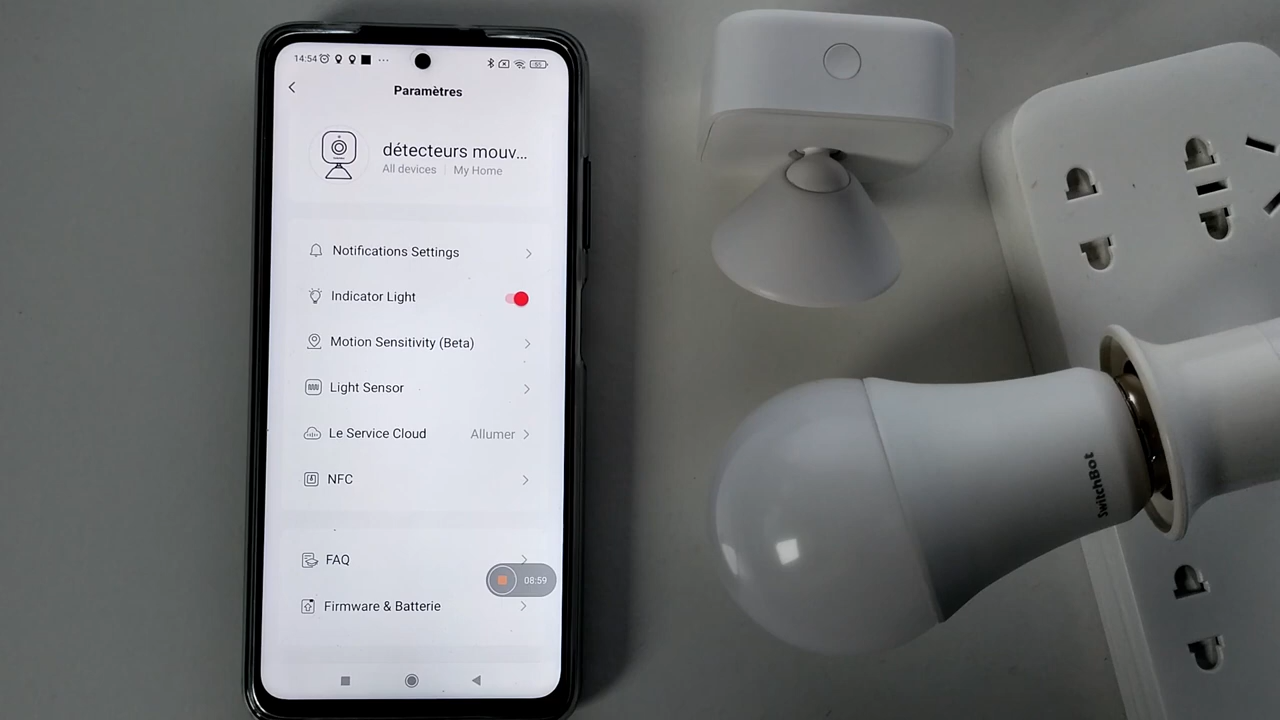 14:54
55
Paramètres
détecteurs mouv...
All devices My Home
Notifications Settings
Indicator Light
Motion Sensitivity (Beta)
Light Sensor
Le Service Cloud Allumer
NFC
FAQ
08:59
Firmware & Batterie
SwitchBot